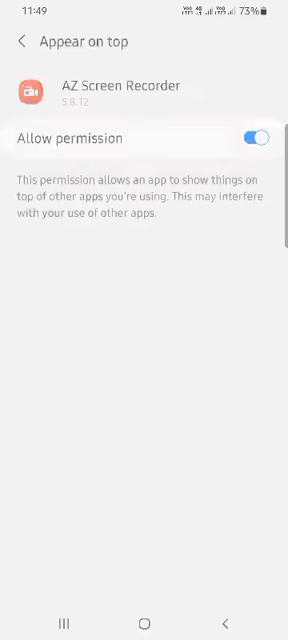 11:49
73%
Appear on top
AZ Screen Recorder
5.8.12
Allow permission
This permission allows an app to show things on
top of other apps you're using. This may interfere
with your use of other apps.